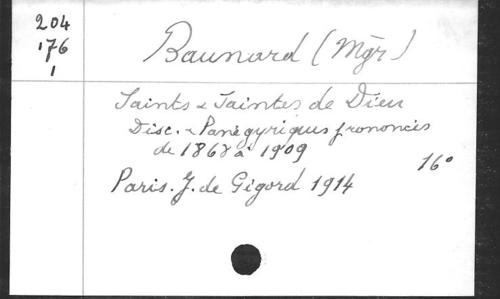 204
176
1
Baunard (Mgr)
Saints & Saintes de Dieu
Disc. & Panégyriques prononcés
de 1868 à 1909
16°
Paris. J. de Gigord 1914